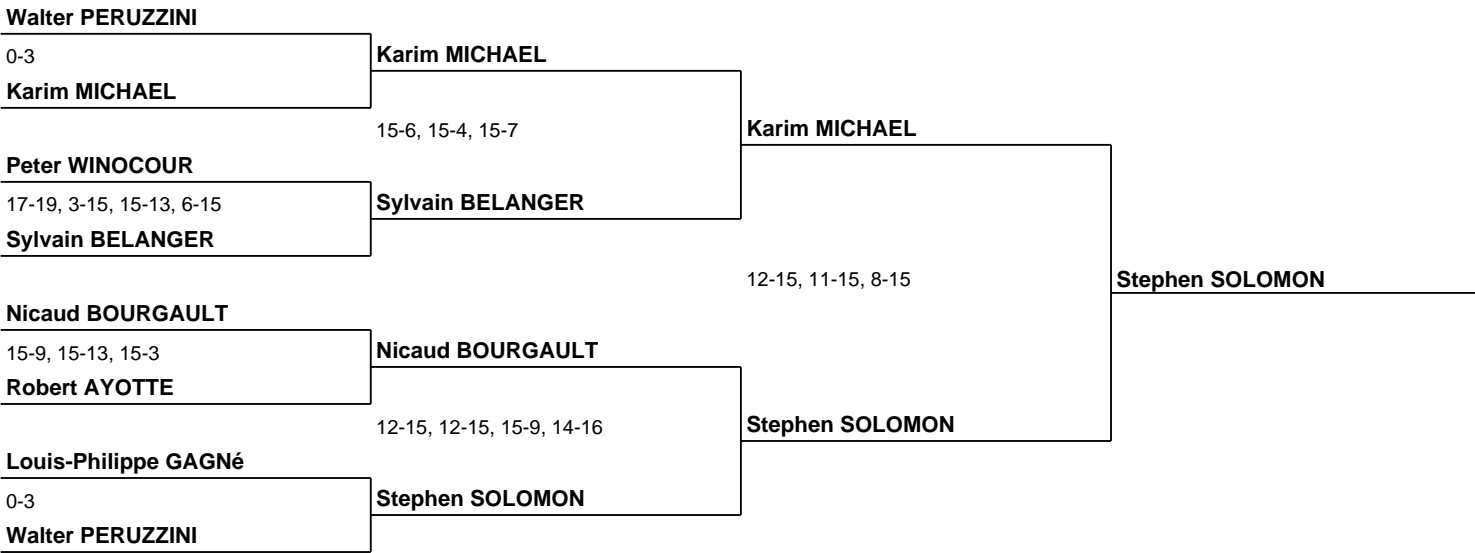 Walter PERUZZINI
0-3
Karim MICHAEL
Karim MICHAEL
15-6, 15-4, 15-7
Karim MICHAEL
Peter WINOCOUR
17-19, 3-15, 15-13, 6-15
Sylvain BELANGER
Sylvain BELANGER
12-15, 11-15, 8-15
Stephen SOLOMON
Nicaud BOURGAULT
15-9, 15-13, 15-3
Nicaud BOURGAULT
Robert AYOTTE
12-15, 12-15, 15-9, 14-16
Stephen SOLOMON
Louis-Philippe GAGNé
0-3
Stephen SOLOMON
Walter PERUZZINI